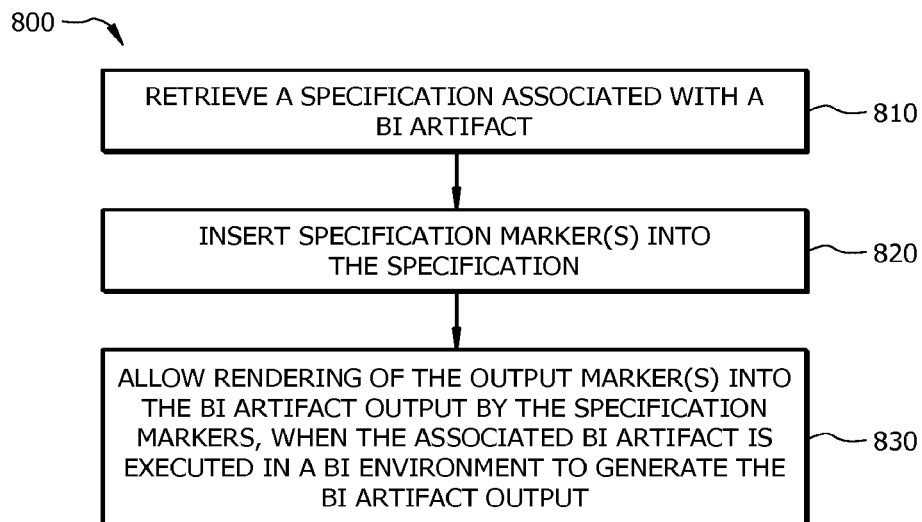 800
RETRIEVE A SPECIFICATION ASSOCIATED WITH A
BI ARTIFACT
810
INSERT SPECIFICATION MARKER(S) INTO
THE SPECIFICATION
820
ALLOW RENDERING OF THE OUTPUT MARKER(S) INTO
THE BI ARTIFACT OUTPUT BY THE SPECIFICATION
MARKERS, WHEN THE ASSOCIATED BI ARTIFACT IS
EXECUTED IN A BI ENVIRONMENT TO GENERATE THE
BI ARTIFACT OUTPUT
830